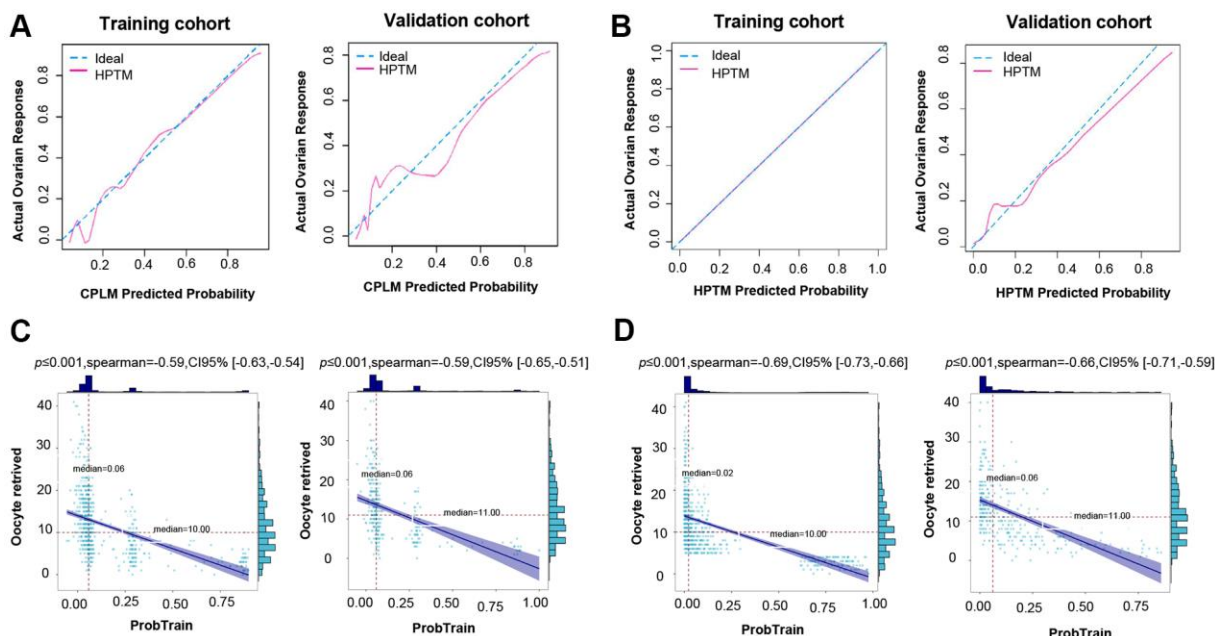 A
Training cohort
Ideal
HPTM
Actual Ovarian Response
0.0 0.2 0.4 0.6 0.8
0.2 0.4 0.6 0.8
CPLM Predicted Probability
Validation cohort
Ideal
HPTM
Actual Ovarian Response
0.0 0.2 0.4 0.6 0.8
0.2 0.4 0.6 0.8
CPLM Predicted Probability
B
Training cohort
Ideal
HPTM
Actual Ovarian Response
0.0 0.2 0.4 0.6 0.8 1.0
0.0 0.2 0.4 0.6 0.8 1.0
HPTM Predicted Probability
Validation cohort
Ideal
HPTM
Actual Ovarian Response
0.0 0.2 0.4 0.6 0.8
0.0 0.2 0.4 0.6 0.8
HPTM Predicted Probability
C
p≤0.001,spearman=-0.59,CI95% [-0.63,-0.54]
Oocyte retrived
40
30
20
10
0
median=0.06
median=10.00
0.00 0.25 0.50 0.75
ProbTrain
p≤0.001,spearman=-0.59,CI95% [-0.65,-0.51]
Oocyte retrived
40
30
20
10
0
median=0.06
median=11.00
0.00 0.25 0.50 0.75 1.00
ProbTrain
D
p≤0.001,spearman=-0.69,CI95% [-0.73,-0.66]
Oocyte retrived
40
30
20
10
0
median=0.02
median=10.00
0.00 0.25 0.50 0.75 1.00
ProbTrain
p≤0.001,spearman=-0.66,CI95% [-0.71,-0.59]
Oocyte retrived
40
30
20
10
0
median=0.06
median=11.00
0.00 0.25 0.50 0.75
ProbTrain